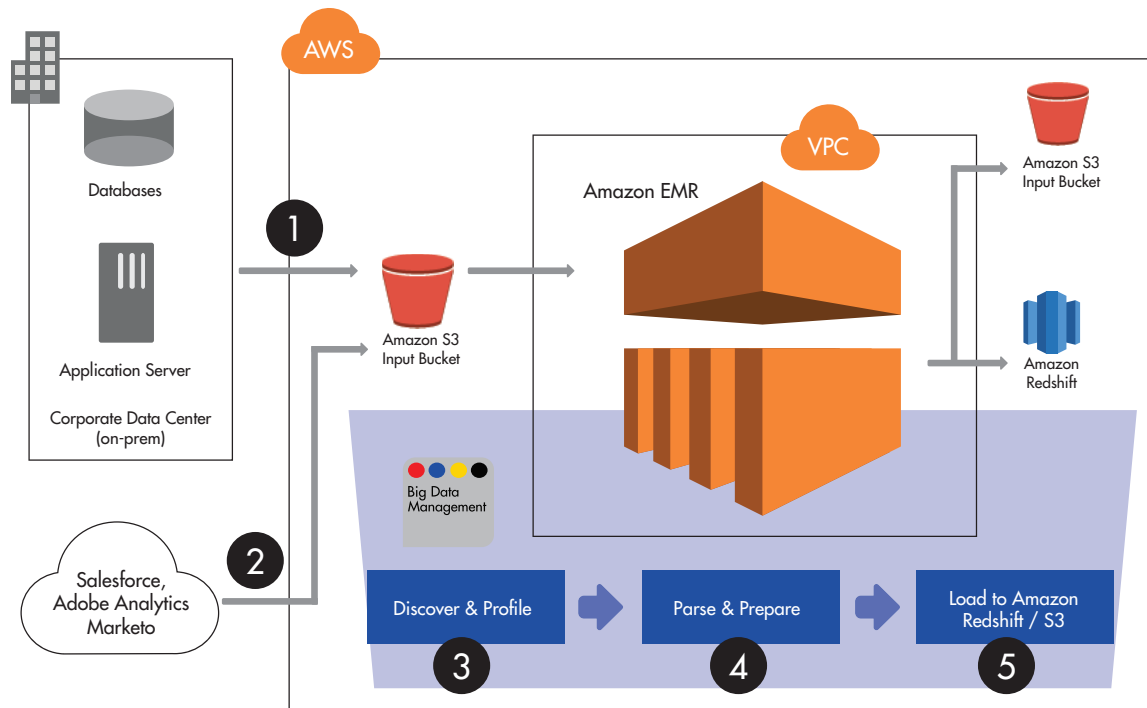 AWS
Databases
Application Server
Corporate Data Center
(on-prem)
1
Amazon S3
Input Bucket
VPC
Amazon EMR
Amazon S3
Input Bucket
Amazon
Redshift
Big Data
Management
Salesforce,
Adobe Analytics
Marketo
2
Discover & Profile
3
Parse & Prepare
4
Load to Amazon
Redshift / S3
5